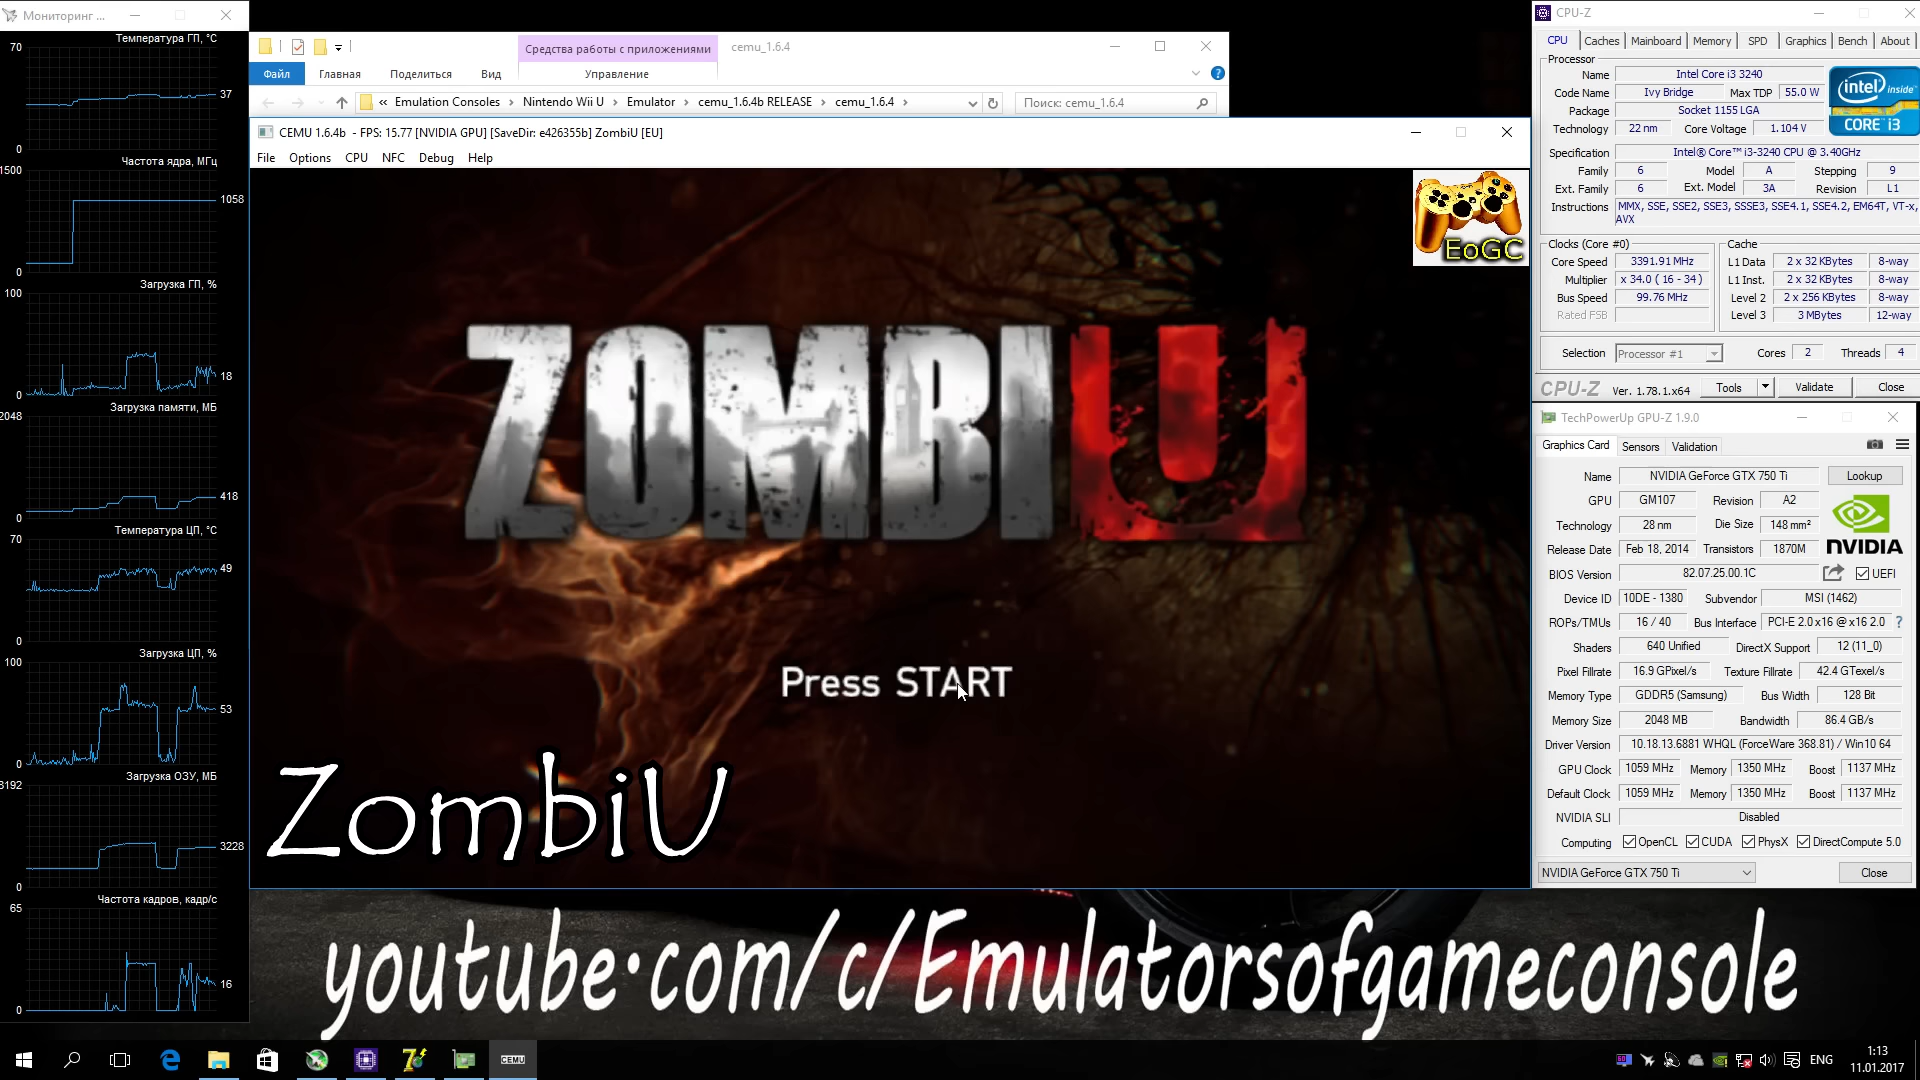 Мониторинг ...
Температура ГП, °C
70
37
0
Частота ядра, МГц
1500
1058
0
Загрузка ГП, %
100
18
0
Загрузка памяти, МБ
2048
418
0
Температура ЦП, °C
70
49
0
Загрузка ЦП, %
100
53
0
Загрузка ОЗУ, МБ
8192
3228
0
Частота кадров, кадр/с
65
16
0
Средства работы с приложениями
cemu_1.6.4
Файл
Главная
Поделиться
Вид
Управление
« Emulation Consoles > Nintendo Wii U > Emulator > cemu_1.6.4b RELEASE > cemu_1.6.4 >
Поиск: cemu_1.6.4
CEMU 1.6.4b - FPS: 15.77 [NVIDIA GPU] [SaveDir: e426355b] ZombiU [EU]
File Options CPU NFC Debug Help
EoGC
ZOMBIU
Press START
ZombiU
youtube.com/c/Emulatorsofgameconsole
CPU-Z
CPU Caches Mainboard Memory SPD Graphics Bench About
Processor
Name Intel Core i3 3240
Code Name Ivy Bridge Max TDP 55.0 W
Package Socket 1155 LGA
Technology 22 nm Core Voltage 1.104 V
intel inside™
CORE i3
Specification Intel® Core™ i3-3240 CPU @ 3.40GHz
Family 6 Model A Stepping 9
Ext. Family 6 Ext. Model 3A Revision L1
Instructions MMX, SSE, SSE2, SSE3, SSSE3, SSE4.1, SSE4.2, EM64T, VT-x,
AVX
Clocks (Core #0)
Core Speed 3391.91 MHz
Multiplier x 34.0 ( 16 - 34 )
Bus Speed 99.76 MHz
Rated FSB
Cache
L1 Data 2 x 32 KBytes 8-way
L1 Inst. 2 x 32 KBytes 8-way
Level 2 2 x 256 KBytes 8-way
Level 3 3 MBytes 12-way
Selection Processor #1 Cores 2 Threads 4
CPU-Z Ver. 1.78.1.x64 Tools Validate Close
TechPowerUp GPU-Z 1.9.0
Graphics Card Sensors Validation
Name NVIDIA GeForce GTX 750 Ti Lookup
GPU GM107 Revision A2
Technology 28 nm Die Size 148 mm²
Release Date Feb 18, 2014 Transistors 1870M
NVIDIA
BIOS Version 82.07.25.00.1C UEFI
Device ID 10DE - 1380 Subvendor MSI (1462)
ROPs/TMUs 16 / 40 Bus Interface PCI-E 2.0 x16 @ x16 2.0 ?
Shaders 640 Unified DirectX Support 12 (11_0)
Pixel Fillrate 16.9 GPixel/s Texture Fillrate 42.4 GTexel/s
Memory Type GDDR5 (Samsung) Bus Width 128 Bit
Memory Size 2048 MB Bandwidth 86.4 GB/s
Driver Version 10.18.13.6881 WHQL (ForceWare 368.81) / Win10 64
GPU Clock 1059 MHz Memory 1350 MHz Boost 1137 MHz
Default Clock 1059 MHz Memory 1350 MHz Boost 1137 MHz
NVIDIA SLI Disabled
Computing OpenCL CUDA PhysX DirectCompute 5.0
NVIDIA GeForce GTX 750 Ti Close
CEMU
ENG
1:13
11.01.2017